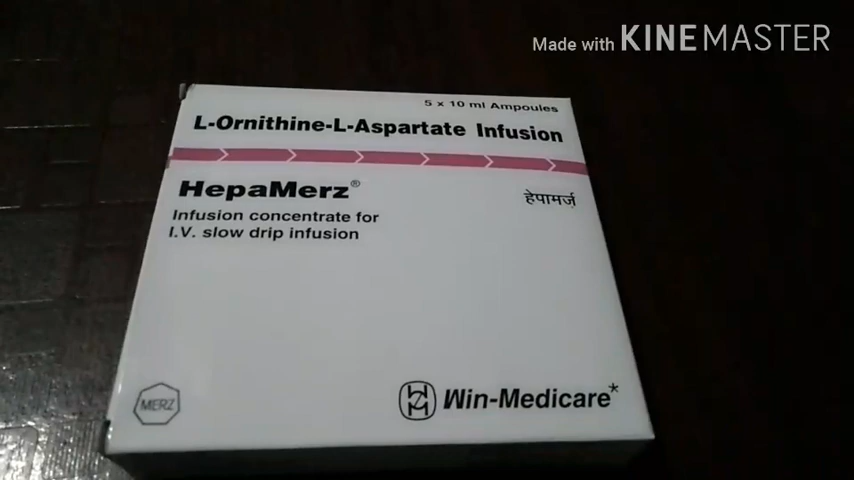 Made with KINEMASTER
5 x 10 ml Ampoules
L-Ornithine-L-Aspartate Infusion
HepaMerz®
हेपामर्ज़
Infusion concentrate for
I.V. slow drip infusion
MERZ
Win-Medicare*